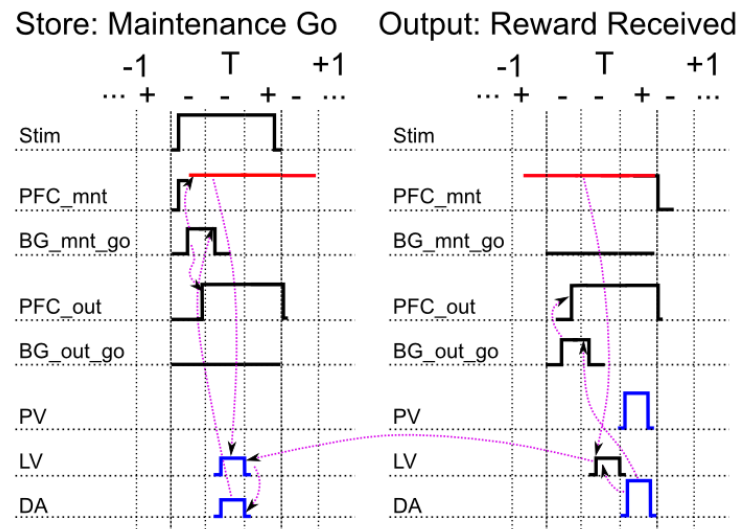 Store: Maintenance Go
-1 T +1
... + - - + - ...
Stim
PFC_mnt
BG_mnt_go
PFC_out
BG_out_go
PV
LV
DA
Output: Reward Received
-1 T +1
... + - - + - ...
Stim
PFC_mnt
BG_mnt_go
PFC_out
BG_out_go
PV
LV
DA